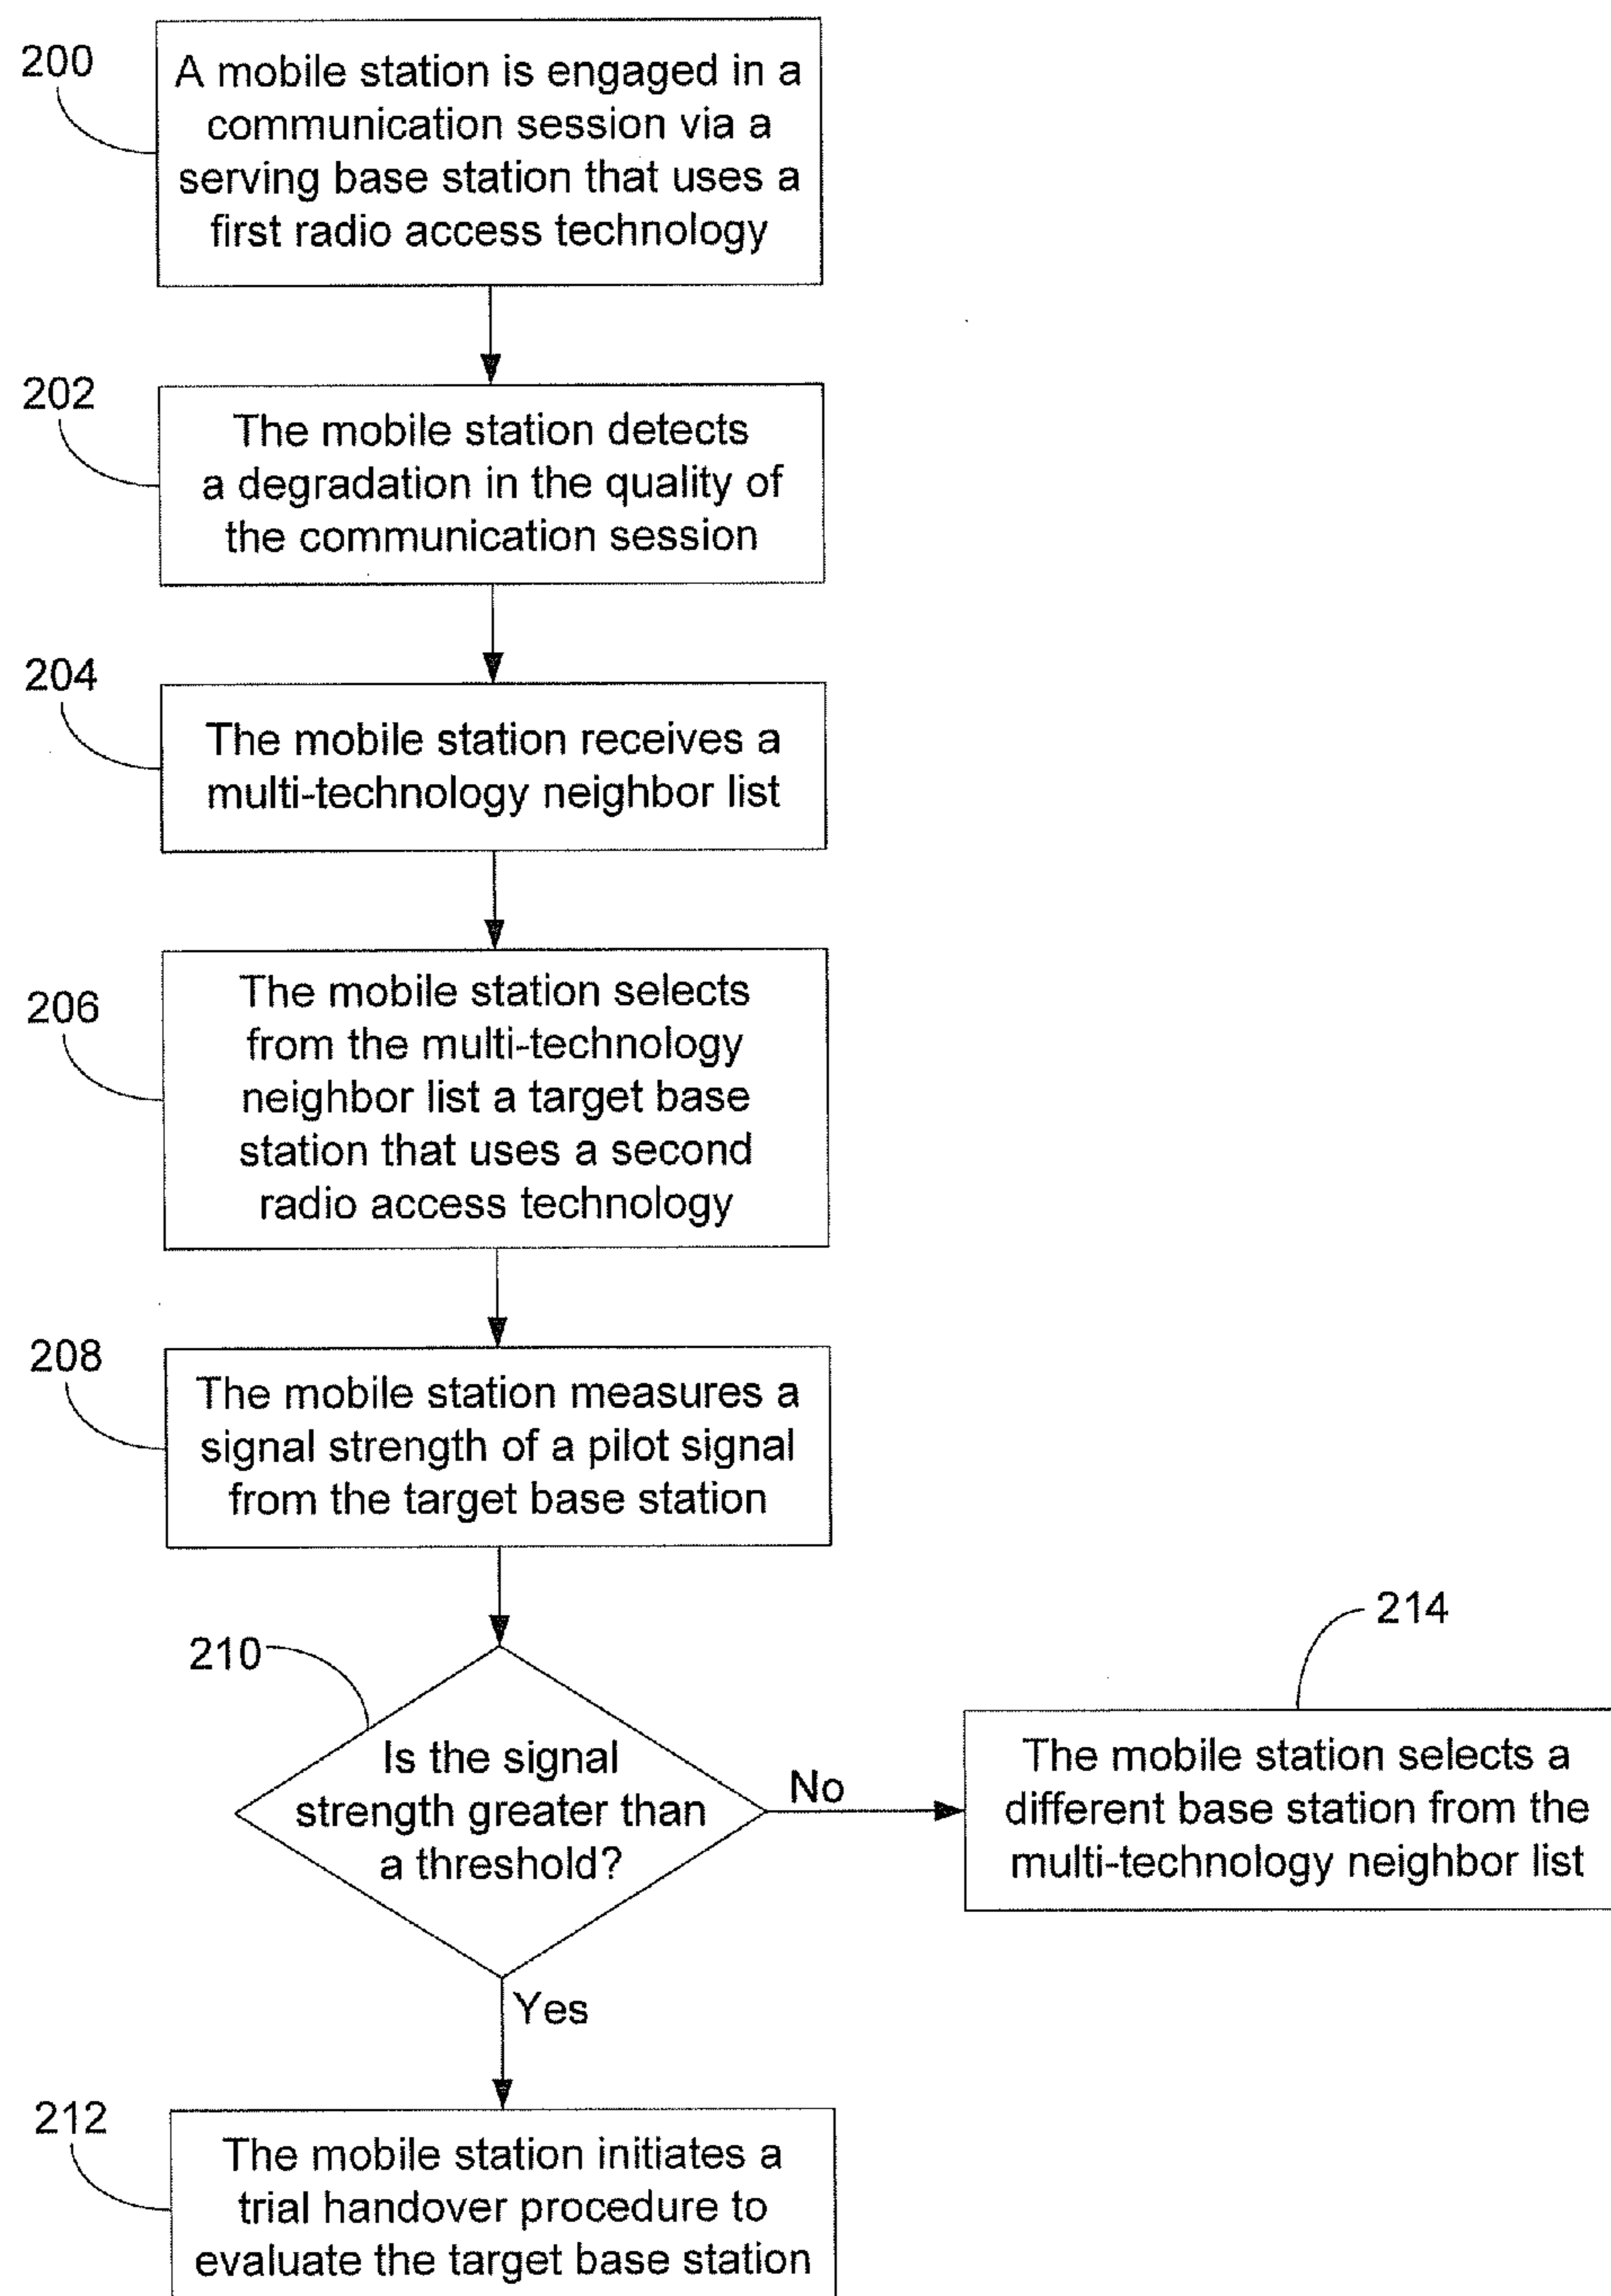 200
A mobile station is engaged in a
communication session via a
serving base station that uses a
first radio access technology
202
The mobile station detects
a degradation in the quality of
the communication session
204
The mobile station receives a
multi-technology neighbor list
206
The mobile station selects
from the multi-technology
neighbor list a target base
station that uses a second
radio access technology
208
The mobile station measures a
signal strength of a pilot signal
from the target base station
210
Is the signal
strength greater than
a threshold?
No
214
The mobile station selects a
different base station from the
multi-technology neighbor list
Yes
212
The mobile station initiates a
trial handover procedure to
evaluate the target base station